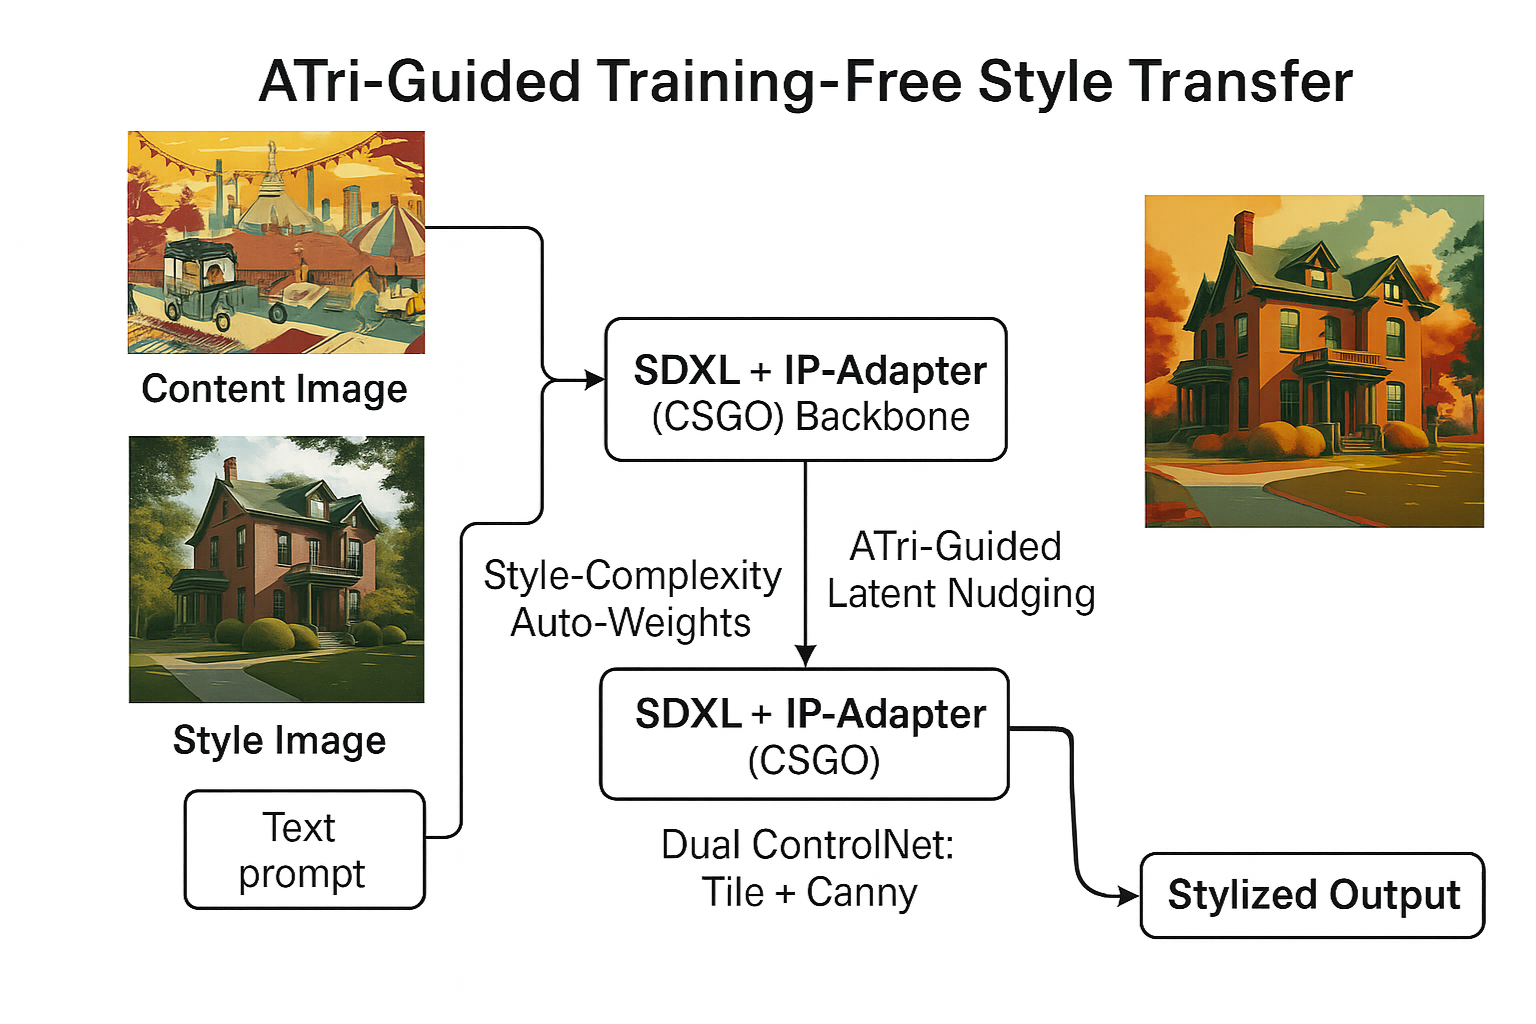 ATri-Guided Training-Free Style Transfer
Content Image
Style Image
Text
prompt
SDXL + IP-Adapter
(CSGO) Backbone
Style-Complexity
Auto-Weights
ATri-Guided
Latent Nudging
SDXL + IP-Adapter
(CSGO)
Dual ControlNet:
Tile + Canny
Stylized Output